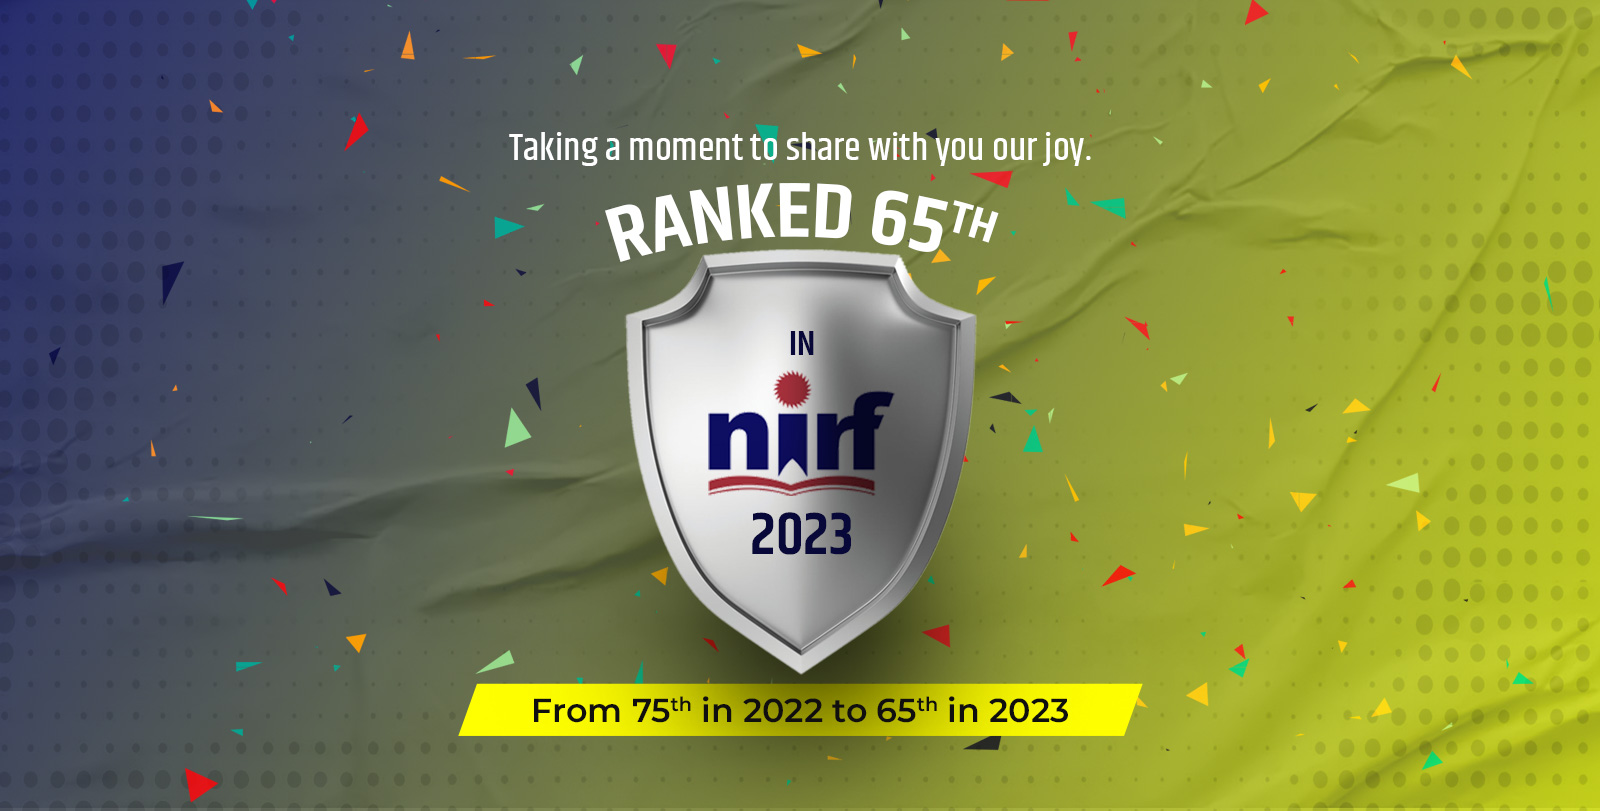 Taking a moment to share with you our joy.
RANKED 65TH
IN
nirf
2023
From 75th in 2022 to 65th in 2023